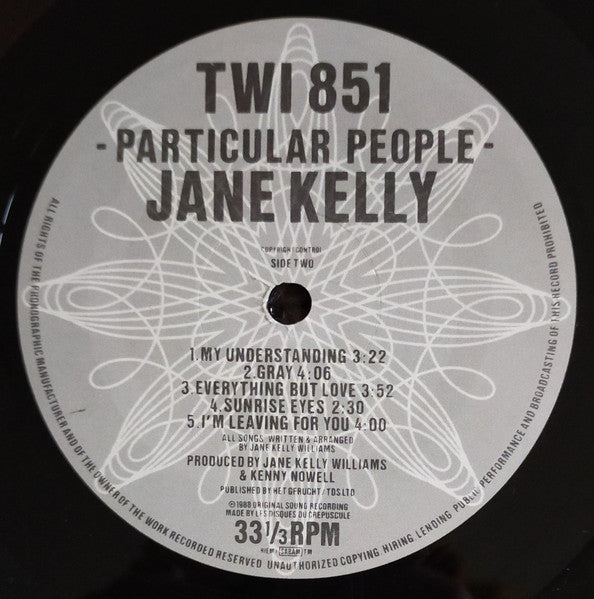 TWI 851
- PARTICULAR PEOPLE -
JANE KELLY
COPYRIGHT CONTROL
SIDE TWO
1.MY UNDERSTANDING 3:22
2.GRAY 4:06
3.EVERYTHING BUT LOVE 3:52
4.SUNRISE EYES 2:30
5.I'M LEAVING FOR YOU 4:00
ALL SONGS WRITTEN & ARRANGED
BY JANE KELLY WILLIAMS
PRODUCED BY JANE KELLY WILLIAMS
& KENNY NOWELL
PUBLISHED BY HET GERUCHT / TDS LTD
℗1988 ORIGINAL SOUND RECORDING
MADE BY LES DISQUES DU CREPUSCULE
33 1/3 RPM
SABAM
ALL RIGHTS OF THE PHONOGRAPHIC MANUFACTURER AND OF THE OWNER OF THE WORK RECORDED RESERVED UNAUTHORIZED COPYING, HIRING, LENDING, PUBLIC PERFORMANCE AND BROADCASTING OF THIS RECORD PROHIBITED